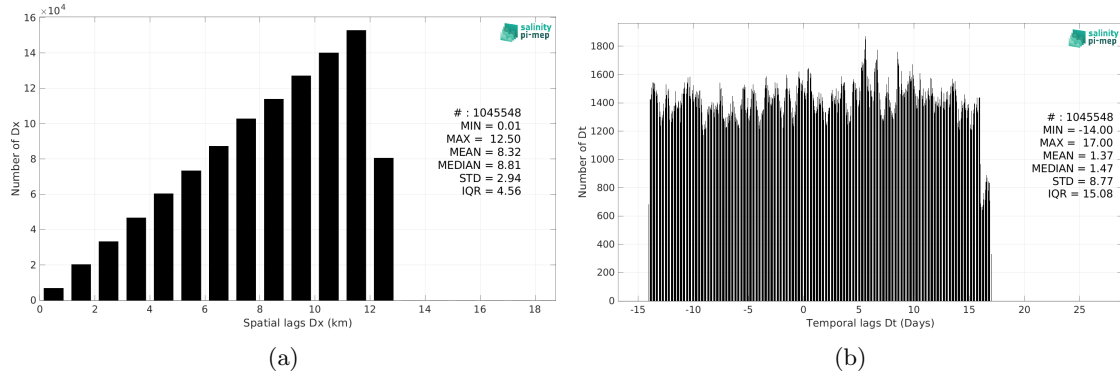 ×10⁴
16
14
12
10
8
6
4
2
0
Number of Dx
0 2 4 6 8 10 12 14 16 18
Spatial lags Dx (km)
salinity
pi-mep
# : 1045548
MIN = 0.01
MAX = 12.50
MEAN = 8.32
MEDIAN = 8.81
STD = 2.94
IQR = 4.56
(a)
1800
1600
1400
1200
1000
800
600
400
200
0
Number of Dt
-15 -10 -5 0 5 10 15 20 25
Temporal lags Dt (Days)
salinity
pi-mep
# : 1045548
MIN = -14.00
MAX = 17.00
MEAN = 1.37
MEDIAN = 1.47
STD = 8.77
IQR = 15.08
(b)